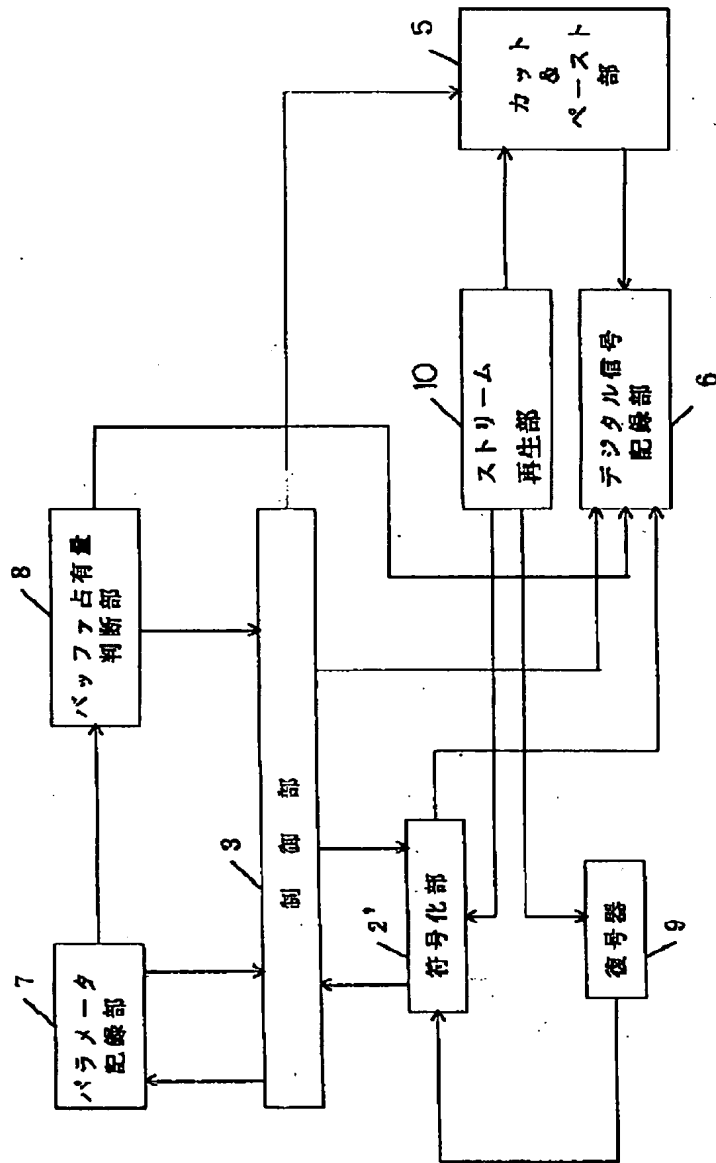 7
パラメータ
記録部
8
バッファ占有量
判断部
3
制御部
2'
符号化部
9
復号器
10
ストリーム
再生部
デジタル信号
記録部
6
5
カット
&
ペースト
部